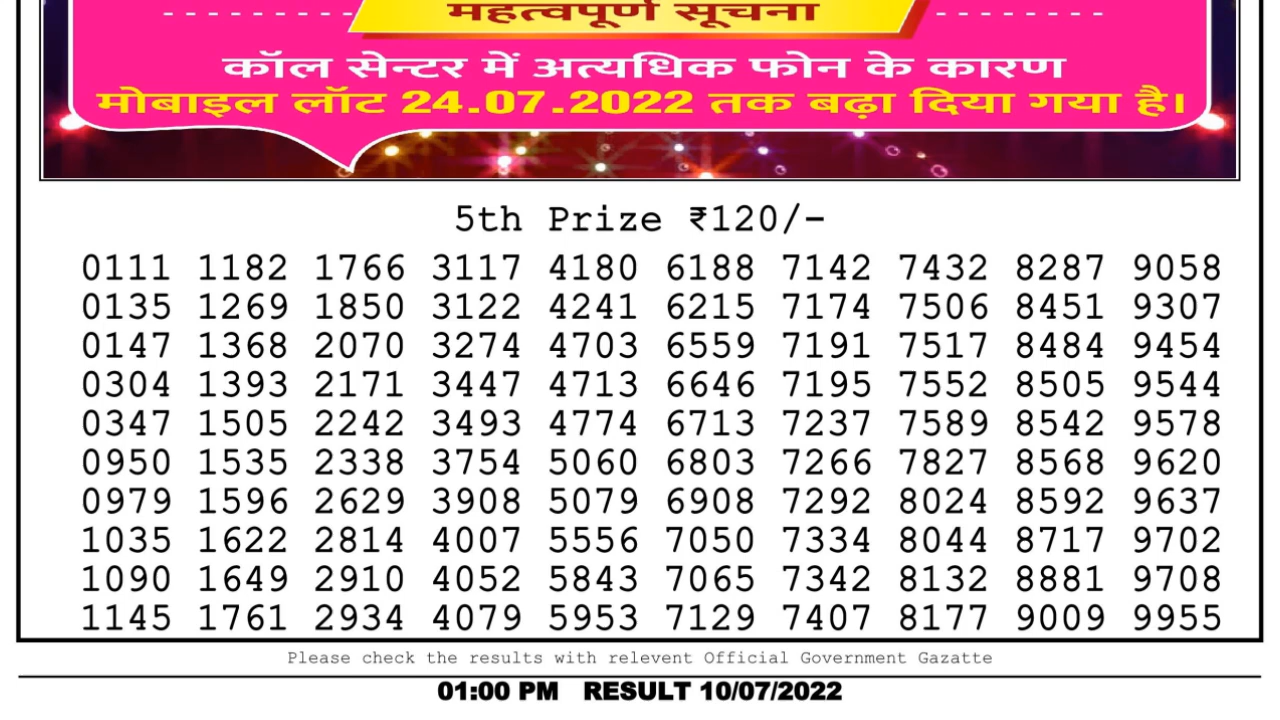 महत्वपूर्ण सूचना
कॉल सेन्टर में अत्यधिक फोन के कारण
मोबाइल लॉट 24.07.2022 तक बढ़ा दिया गया है।
5th Prize ₹120/-
0111 1182 1766 3117 4180 6188 7142 7432 8287 9058
0135 1269 1850 3122 4241 6215 7174 7506 8451 9307
0147 1368 2070 3274 4703 6559 7191 7517 8484 9454
0304 1393 2171 3447 4713 6646 7195 7552 8505 9544
0347 1505 2242 3493 4774 6713 7237 7589 8542 9578
0950 1535 2338 3754 5060 6803 7266 7827 8568 9620
0979 1596 2629 3908 5079 6908 7292 8024 8592 9637
1035 1622 2814 4007 5556 7050 7334 8044 8717 9702
1090 1649 2910 4052 5843 7065 7342 8132 8881 9708
1145 1761 2934 4079 5953 7129 7407 8177 9009 9955
Please check the results with relevent Official Government Gazatte
01:00 PM RESULT 10/07/2022